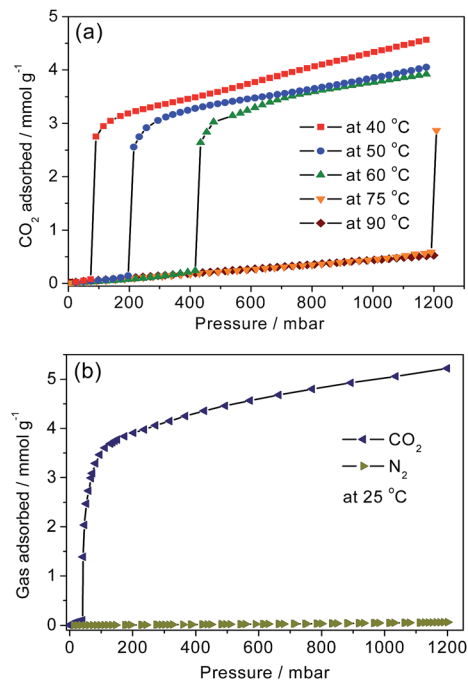 (a)
5
4
3
2
1
0
CO₂ adsorbed / mmol g⁻¹
at 40 °C
at 50 °C
at 60 °C
at 75 °C
at 90 °C
0 200 400 600 800 1000 1200
Pressure / mbar
(b)
5
4
3
2
1
0
Gas adsorbed / mmol g⁻¹
CO₂
N₂
at 25 °C
0 200 400 600 800 1000 1200
Pressure / mbar